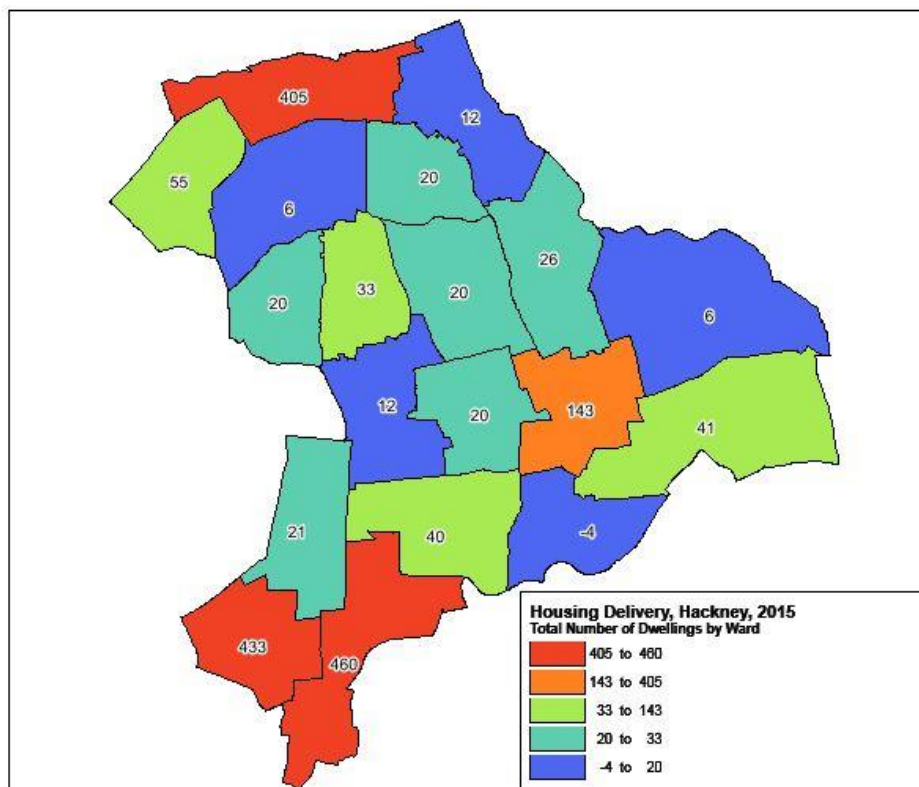 405
12
55
20
6
26
20
33
20
6
12
20
143
41
21
40
-4
433
460
Housing Delivery, Hackney, 2015
Total Number of Dwellings by Ward
405 to 460
143 to 405
33 to 143
20 to 33
-4 to 20